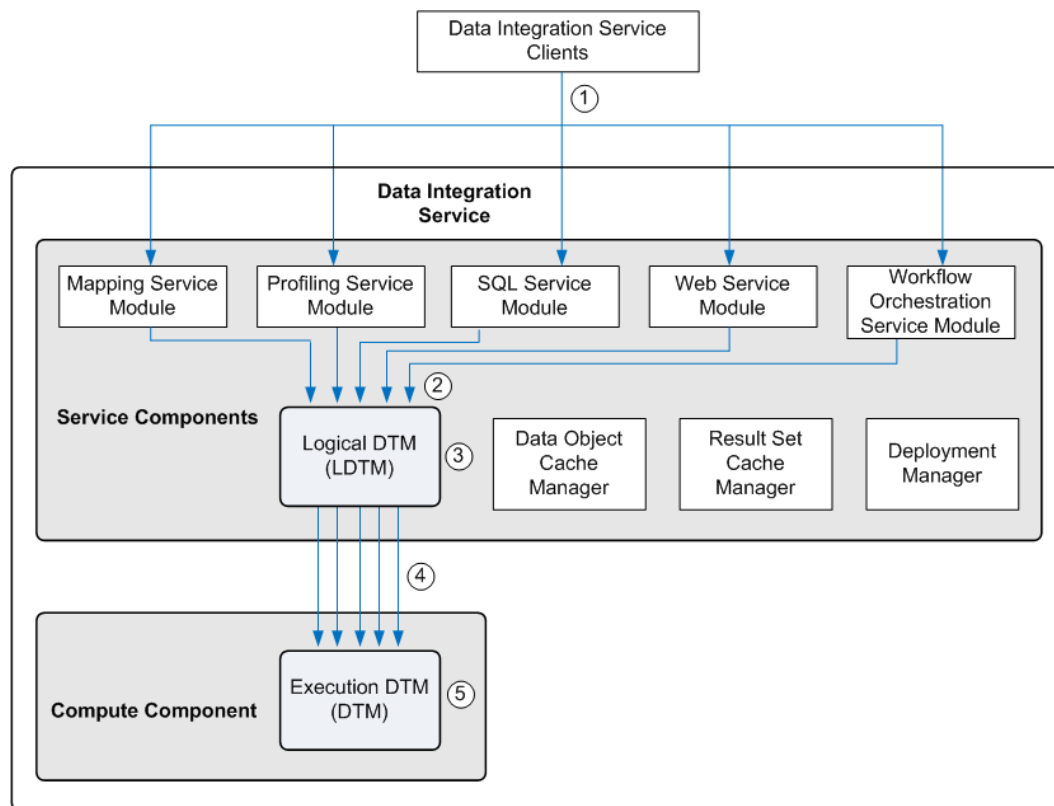 Data Integration Service
Clients
1
Data Integration
Service
Mapping Service
Module
Profiling Service
Module
SQL Service
Module
Web Service
Module
Workflow
Orchestration
Service Module
2
Service Components
Logical DTM
(LDTM)
3
Data Object
Cache
Manager
Result Set
Cache
Manager
Deployment
Manager
4
Compute Component
Execution DTM
(DTM)
5